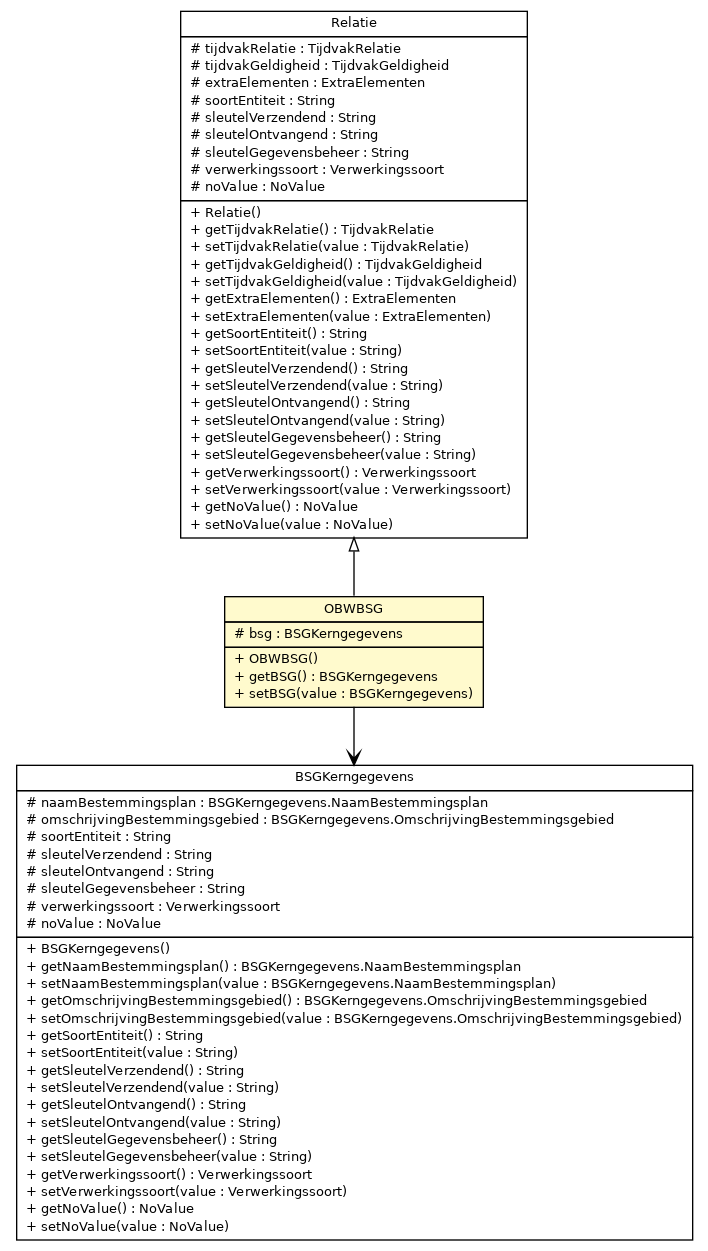 Relatie
# tijdvakRelatie : TijdvakRelatie
# tijdvakGeldigheid : TijdvakGeldigheid
# extraElementen : ExtraElementen
# soortEntiteit : String
# sleutelVerzendend : String
# sleutelOntvangend : String
# sleutelGegevensbeheer : String
# verwerkingssoort : Verwerkingssoort
# noValue : NoValue
+ Relatie()
+ getTijdvakRelatie() : TijdvakRelatie
+ setTijdvakRelatie(value : TijdvakRelatie)
+ getTijdvakGeldigheid() : TijdvakGeldigheid
+ setTijdvakGeldigheid(value : TijdvakGeldigheid)
+ getExtraElementen() : ExtraElementen
+ setExtraElementen(value : ExtraElementen)
+ getSoortEntiteit() : String
+ setSoortEntiteit(value : String)
+ getSleutelVerzendend() : String
+ setSleutelVerzendend(value : String)
+ getSleutelOntvangend() : String
+ setSleutelOntvangend(value : String)
+ getSleutelGegevensbeheer() : String
+ setSleutelGegevensbeheer(value : String)
+ getVerwerkingssoort() : Verwerkingssoort
+ setVerwerkingssoort(value : Verwerkingssoort)
+ getNoValue() : NoValue
+ setNoValue(value : NoValue)
OBWBSG
# bsg : BSGKerngegevens
+ OBWBSG()
+ getBSG() : BSGKerngegevens
+ setBSG(value : BSGKerngegevens)
BSGKerngegevens
# naamBestemmingsplan : BSGKerngegevens.NaamBestemmingsplan
# omschrijvingBestemmingsgebied : BSGKerngegevens.OmschrijvingBestemmingsgebied
# soortEntiteit : String
# sleutelVerzendend : String
# sleutelOntvangend : String
# sleutelGegevensbeheer : String
# verwerkingssoort : Verwerkingssoort
# noValue : NoValue
+ BSGKerngegevens()
+ getNaamBestemmingsplan() : BSGKerngegevens.NaamBestemmingsplan
+ setNaamBestemmingsplan(value : BSGKerngegevens.NaamBestemmingsplan)
+ getOmschrijvingBestemmingsgebied() : BSGKerngegevens.OmschrijvingBestemmingsgebied
+ setOmschrijvingBestemmingsgebied(value : BSGKerngegevens.OmschrijvingBestemmingsgebied)
+ getSoortEntiteit() : String
+ setSoortEntiteit(value : String)
+ getSleutelVerzendend() : String
+ setSleutelVerzendend(value : String)
+ getSleutelOntvangend() : String
+ setSleutelOntvangend(value : String)
+ getSleutelGegevensbeheer() : String
+ setSleutelGegevensbeheer(value : String)
+ getVerwerkingssoort() : Verwerkingssoort
+ setVerwerkingssoort(value : Verwerkingssoort)
+ getNoValue() : NoValue
+ setNoValue(value : NoValue)